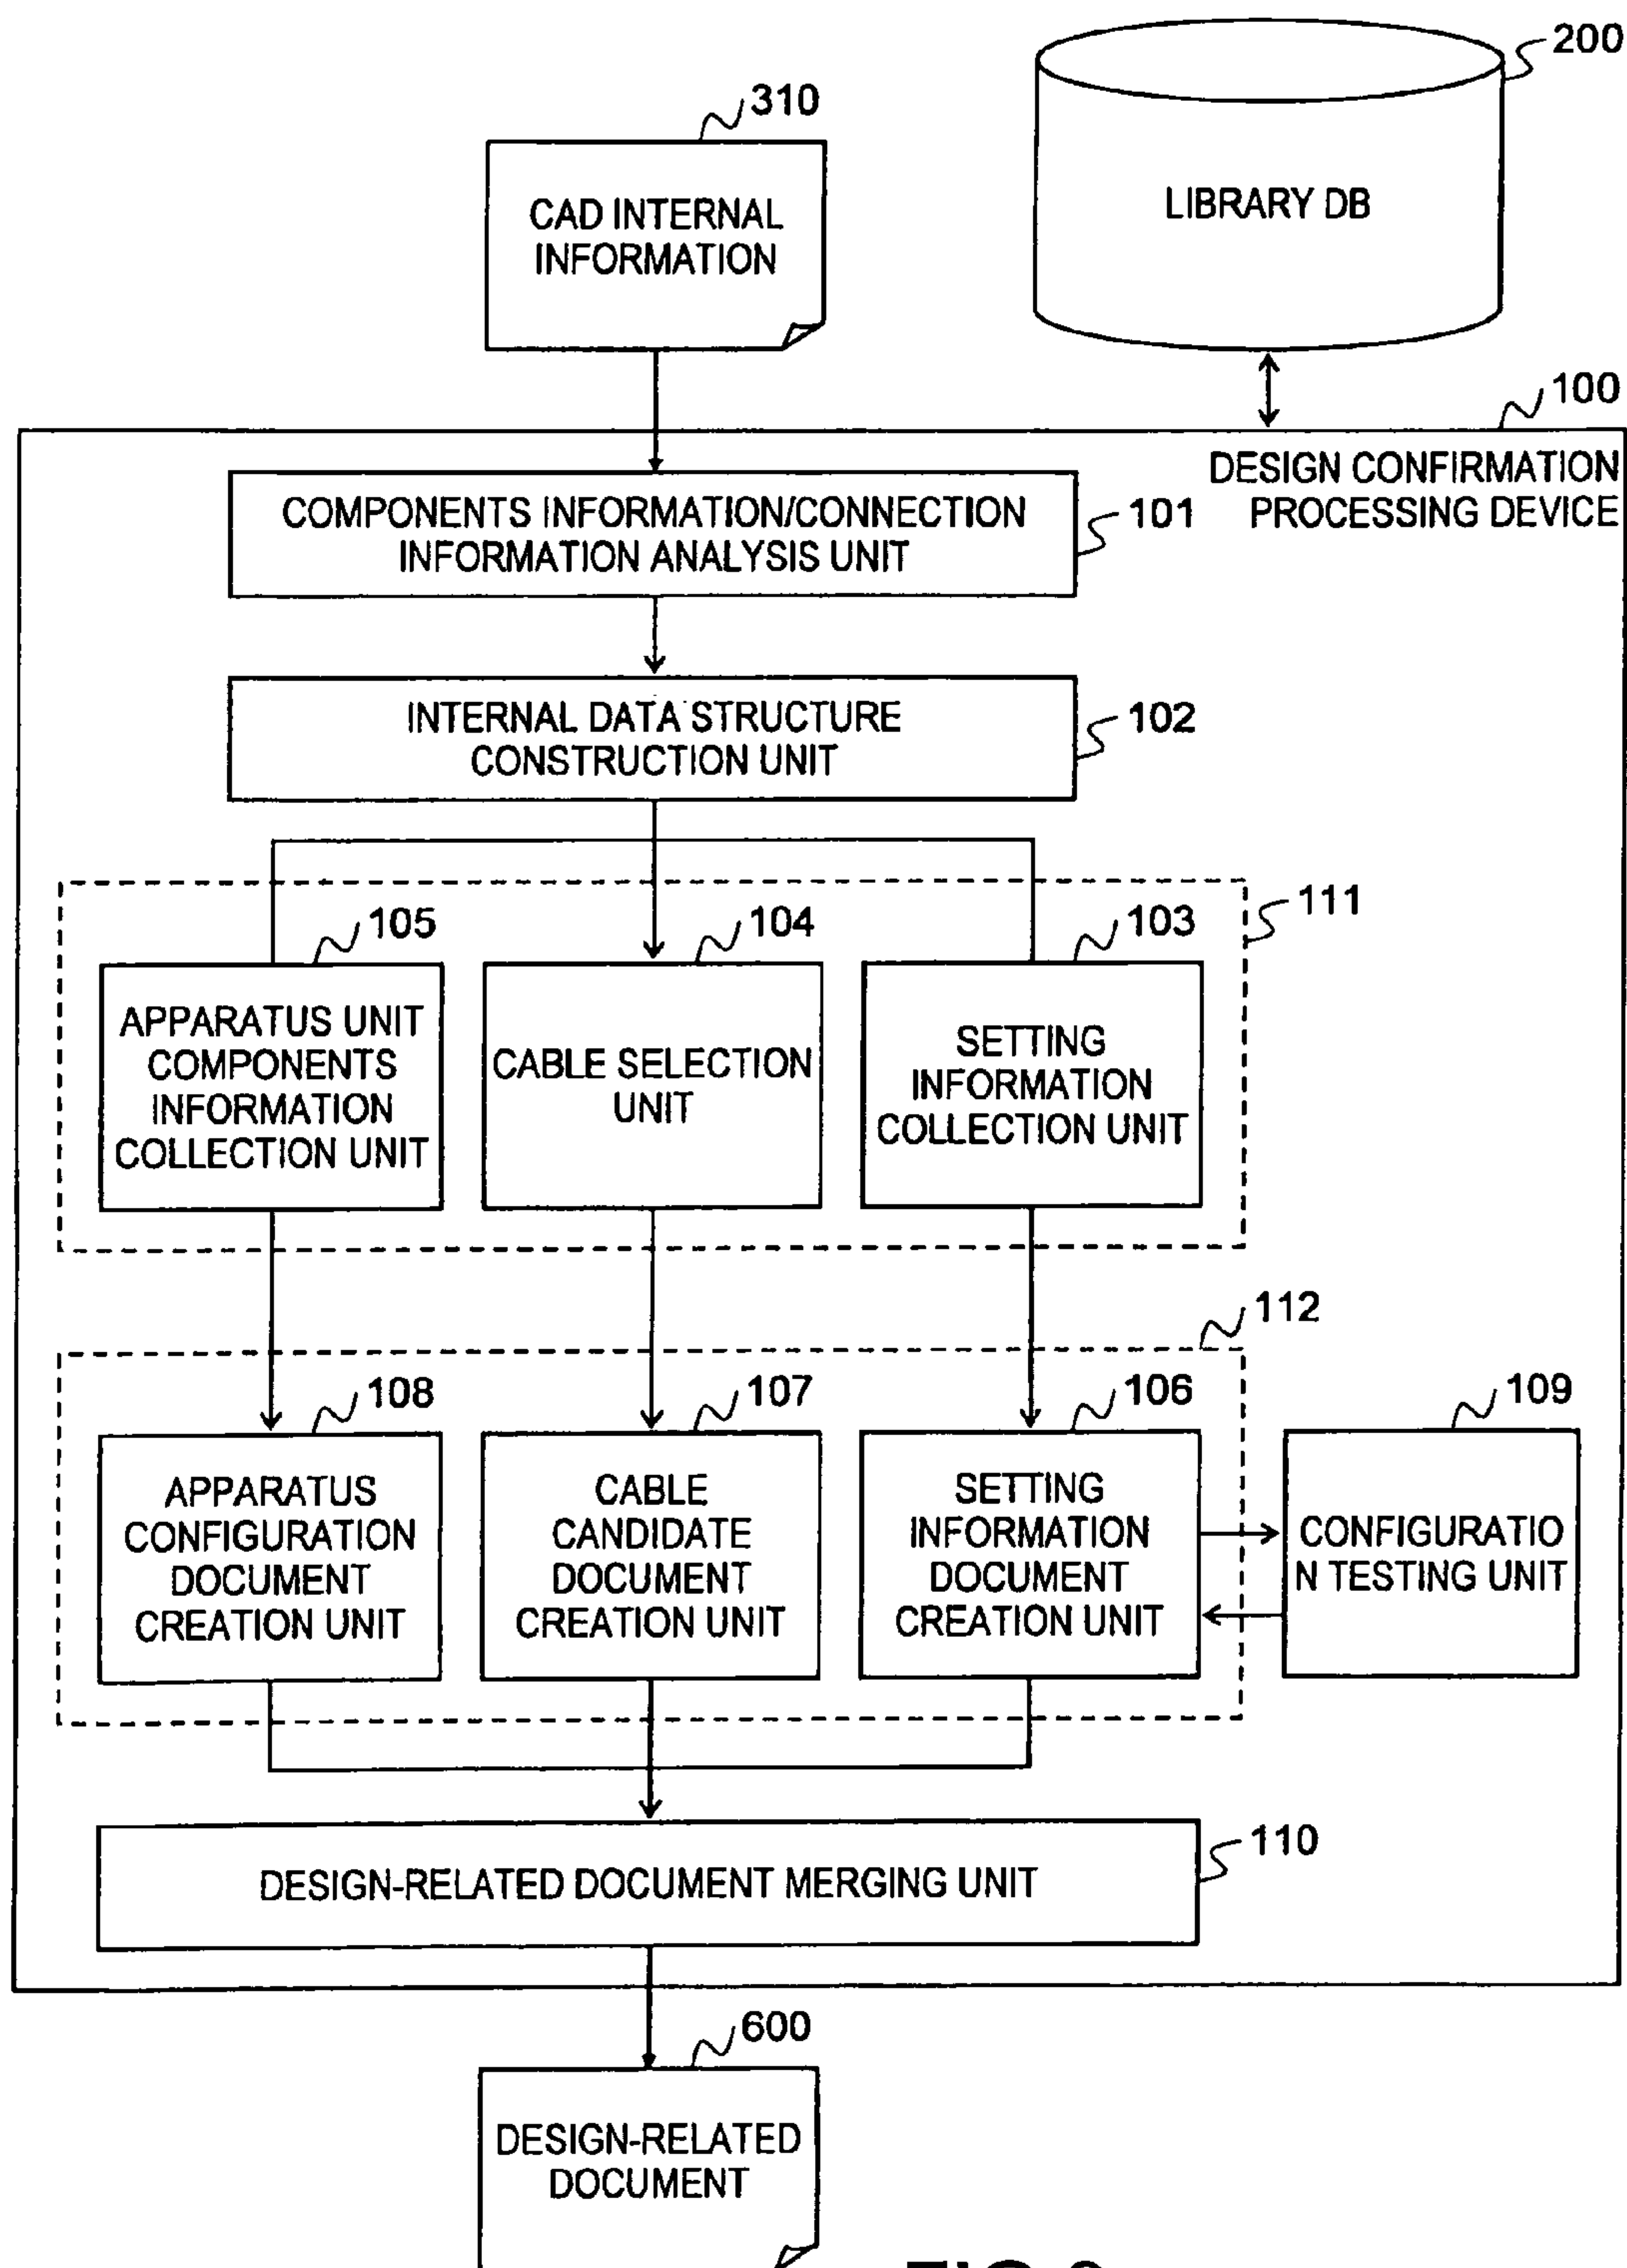 200
310
CAD INTERNAL
INFORMATION
LIBRARY DB
100
DESIGN CONFIRMATION
PROCESSING DEVICE
COMPONENTS INFORMATION/CONNECTION
INFORMATION ANALYSIS UNIT
101
INTERNAL DATA STRUCTURE
CONSTRUCTION UNIT
102
111
105
104
103
APPARATUS UNIT
COMPONENTS
INFORMATION
COLLECTION UNIT
CABLE SELECTION
UNIT
SETTING
INFORMATION
COLLECTION UNIT
112
108
107
106
109
APPARATUS
CONFIGURATION
DOCUMENT
CREATION UNIT
CABLE
CANDIDATE
DOCUMENT
CREATION UNIT
SETTING
INFORMATION
DOCUMENT
CREATION UNIT
CONFIGURATIO
N TESTING UNIT
110
DESIGN-RELATED DOCUMENT MERGING UNIT
600
DESIGN-RELATED
DOCUMENT